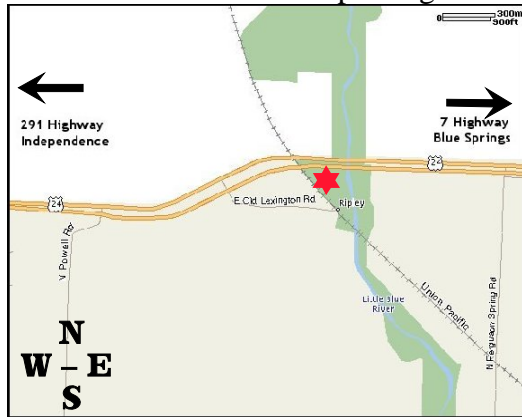 0 300m
900ft
291 Highway
Independence
7 Highway
Blue Springs
24
24
E Old Lexington Rd
Ripley
N Powell Rd
Little Blue
River
Union Pacific
N Ferguson Spring Rd
N
W – E
S